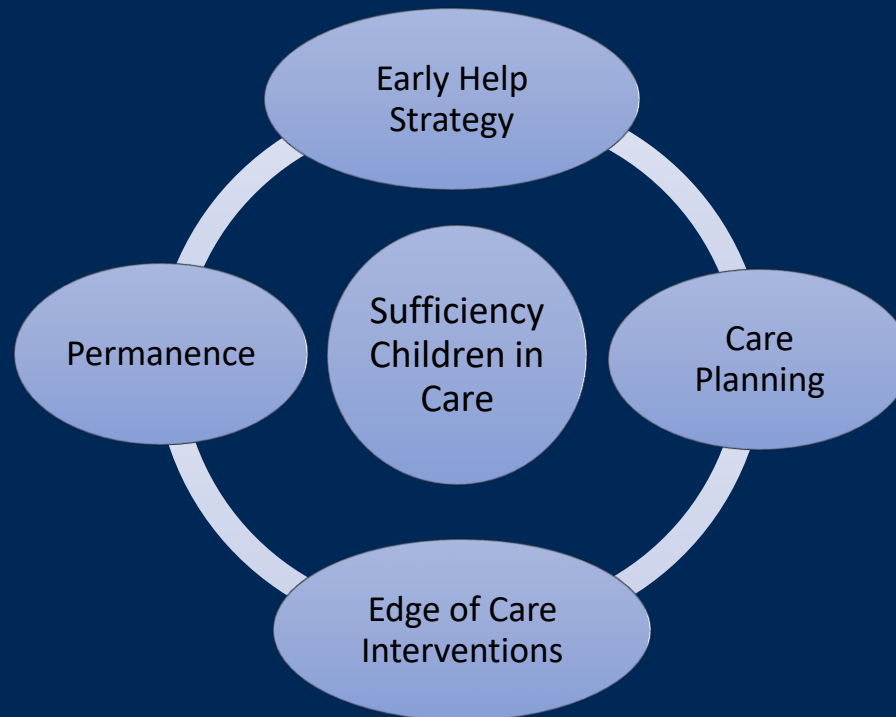 Early Help
Strategy
Permanence
Sufficiency
Children in
Care
Care
Planning
Edge of Care
Interventions